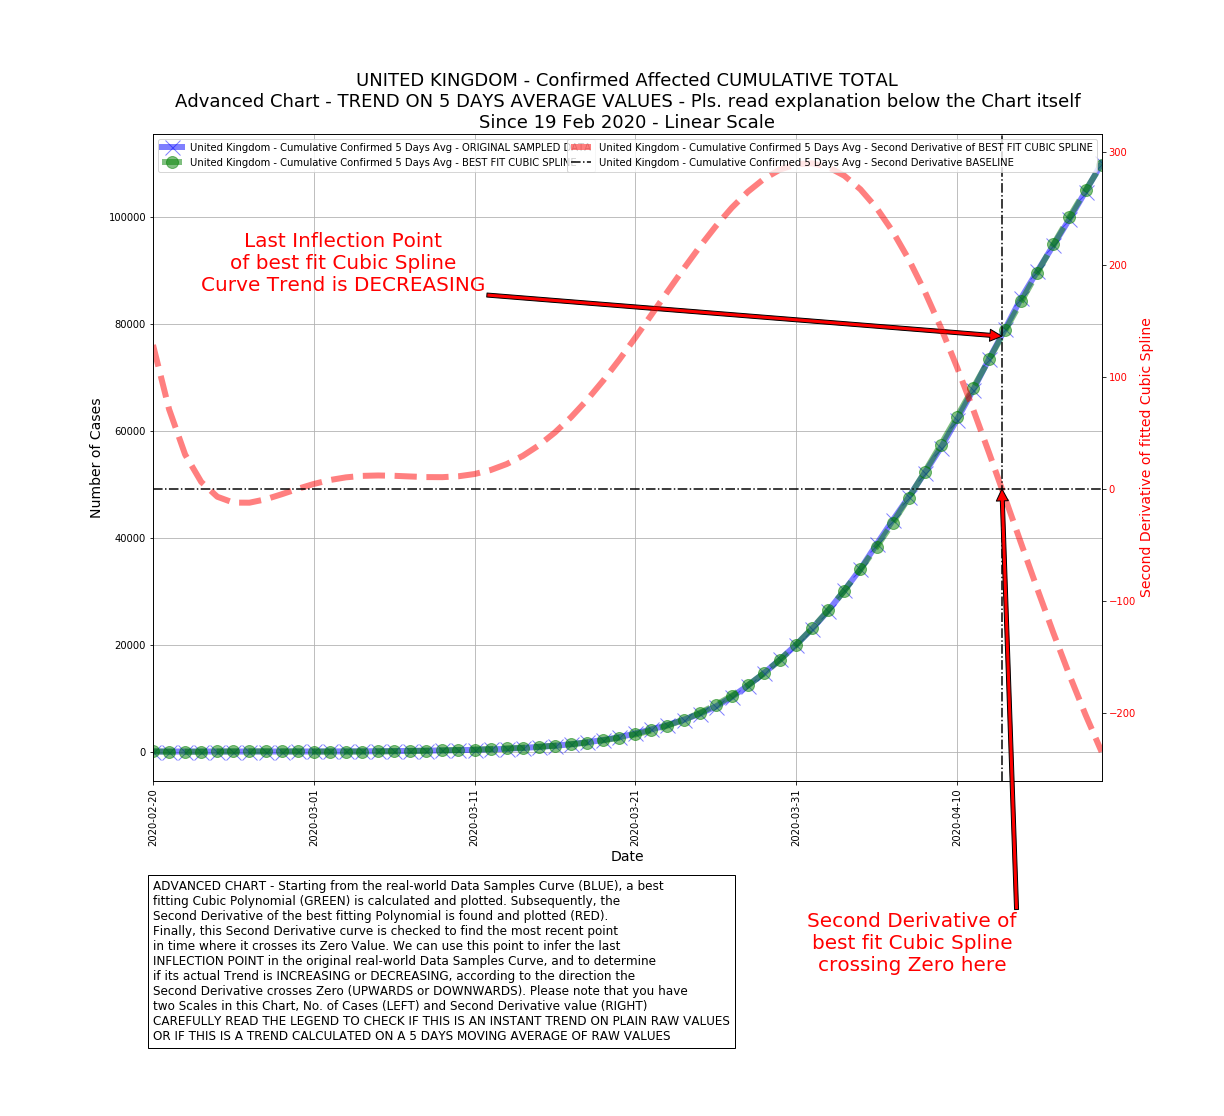 UNITED KINGDOM - Confirmed Affected CUMULATIVE TOTAL
Advanced Chart - TREND ON 5 DAYS AVERAGE VALUES - Pls. read explanation below the Chart itself
Since 19 Feb 2020 - Linear Scale
United Kingdom - Cumulative Confirmed 5 Days Avg - ORIGINAL SAMPLED DATA
United Kingdom - Cumulative Confirmed 5 Days Avg - BEST FIT CUBIC SPLINE
United Kingdom - Cumulative Confirmed 5 Days Avg - Second Derivative of BEST FIT CUBIC SPLINE
United Kingdom - Cumulative Confirmed 5 Days Avg - Second Derivative BASELINE
Last Inflection Point
of best fit Cubic Spline
Curve Trend is DECREASING
Number of Cases
100000
80000
60000
40000
20000
0
300
200
100
0
−100
−200
Second Derivative of fitted Cubic Spline
2020-02-20
2020-03-01
2020-03-11
2020-03-21
2020-03-31
2020-04-10
Date
ADVANCED CHART - Starting from the real-world Data Samples Curve (BLUE), a best
fitting Cubic Polynomial (GREEN) is calculated and plotted. Subsequently, the
Second Derivative of the best fitting Polynomial is found and plotted (RED).
Finally, this Second Derivative curve is checked to find the most recent point
in time where it crosses its Zero Value. We can use this point to infer the last
INFLECTION POINT in the original real-world Data Samples Curve, and to determine
if its actual Trend is INCREASING or DECREASING, according to the direction the
Second Derivative crosses Zero (UPWARDS or DOWNWARDS). Please note that you have
two Scales in this Chart, No. of Cases (LEFT) and Second Derivative value (RIGHT)
CAREFULLY READ THE LEGEND TO CHECK IF THIS IS AN INSTANT TREND ON PLAIN RAW VALUES
OR IF THIS IS A TREND CALCULATED ON A 5 DAYS MOVING AVERAGE OF RAW VALUES
Second Derivative of
best fit Cubic Spline
crossing Zero here